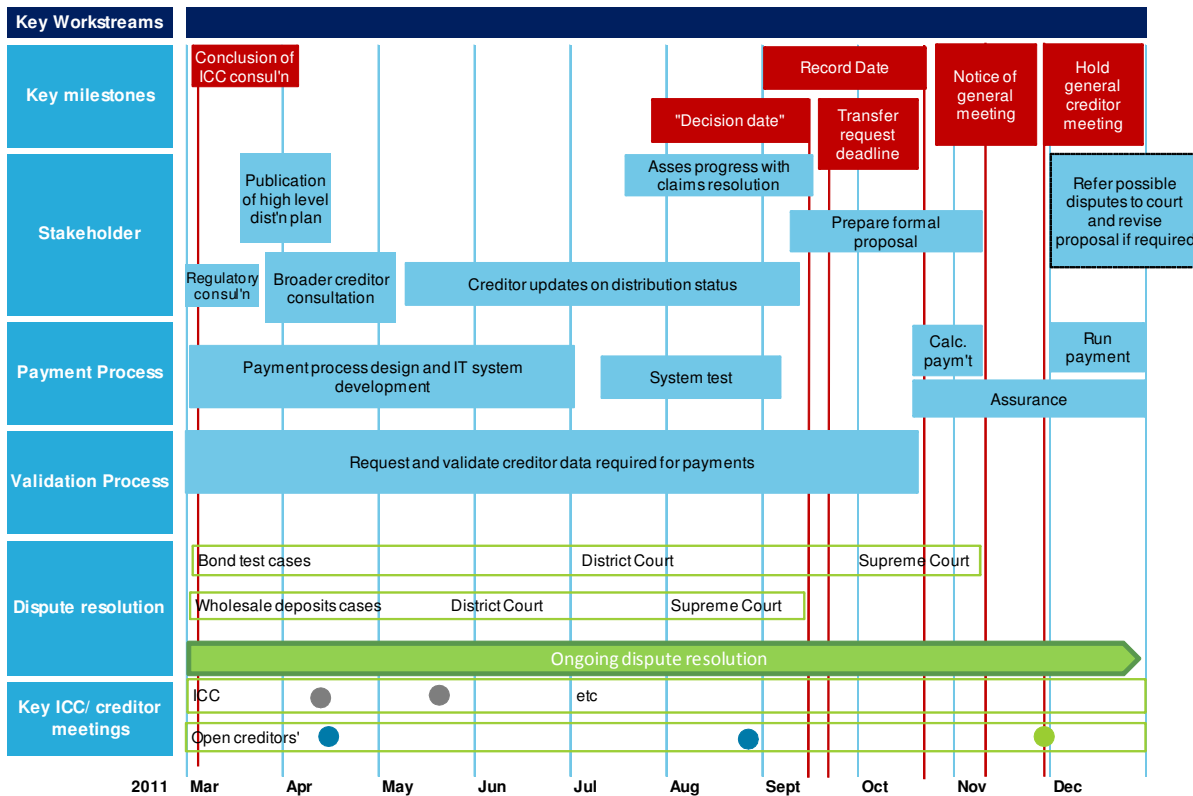 Key Workstreams
Key milestones
Conclusion of
ICC consul'n
Record Date
Notice of
general
meeting
Hold
general
creditor
meeting
"Decision date"
Transfer
request
deadline
Stakeholder
Publication
of high level
dist'n plan
Asses progress with
claims resolution
Refer possible
disputes to court
and revise
proposal if required
Prepare formal
proposal
Regulatory
consul'n
Broader creditor
consultation
Creditor updates on distribution status
Payment Process
Payment process design and IT system
development
System test
Calc.
paym't
Run
payment
Assurance
Validation Process
Request and validate creditor data required for payments
Dispute resolution
Bond test cases
District Court
Supreme Court
Wholesale deposits cases
District Court
Supreme Court
Ongoing dispute resolution
Key ICC/ creditor
meetings
ICC
etc
Open creditors'
2011
Mar
Apr
May
Jun
Jul
Aug
Sept
Oct
Nov
Dec